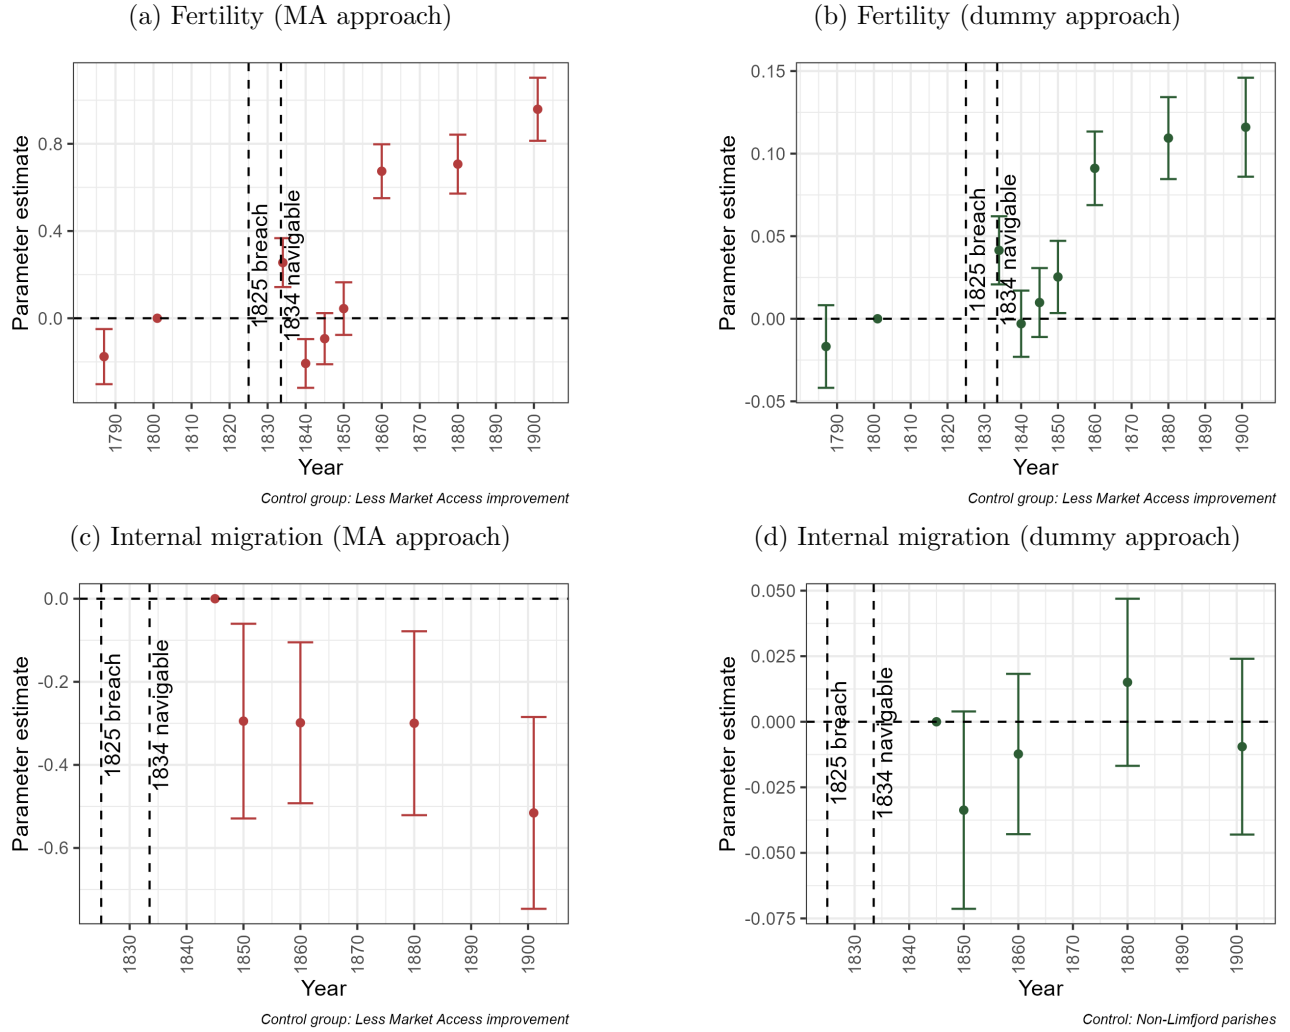 (a) Fertility (MA approach)
Parameter estimate
0.8
0.4
0.0
1825 breach
1834 navigable
1790
1800
1810
1820
1830
1840
1850
1860
1870
1880
1890
1900
Year
Control group: Less Market Access improvement
(b) Fertility (dummy approach)
Parameter estimate
0.15
0.10
0.05
0.00
-0.05
1825 breach
1834 navigable
1790
1800
1810
1820
1830
1840
1850
1860
1870
1880
1890
1900
Year
Control group: Less Market Access improvement
(c) Internal migration (MA approach)
Parameter estimate
0.0
-0.2
-0.4
-0.6
1825 breach
1834 navigable
1830
1840
1850
1860
1870
1880
1890
1900
Year
Control group: Less Market Access improvement
(d) Internal migration (dummy approach)
Parameter estimate
0.050
0.025
0.000
-0.025
-0.050
-0.075
1825 breach
1834 navigable
1830
1840
1850
1860
1870
1880
1890
1900
Year
Control: Non-Limfjord parishes